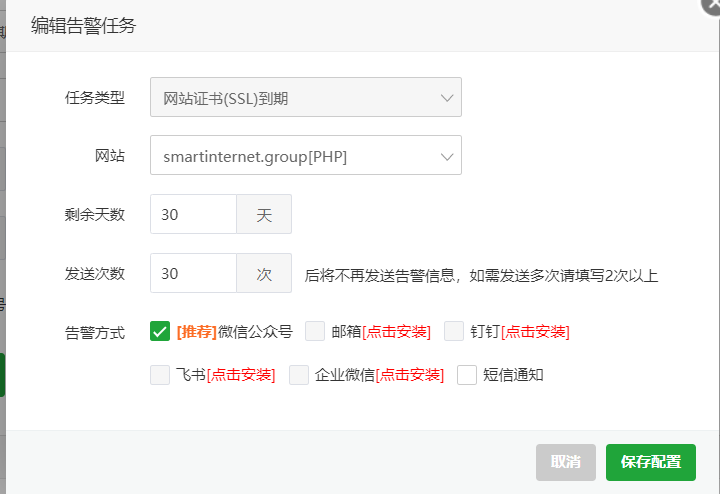 编辑告警任务
任务类型 网站证书(SSL)到期
网站 smartinternet.group[PHP]
剩余天数 30 天
发送次数 30 次 后将不再发送告警信息，如需发送多次请填写2次以上
告警方式 [推荐]微信公众号 邮箱[点击安装] 钉钉[点击安装]
飞书[点击安装] 企业微信[点击安装] 短信通知
取消 保存配置